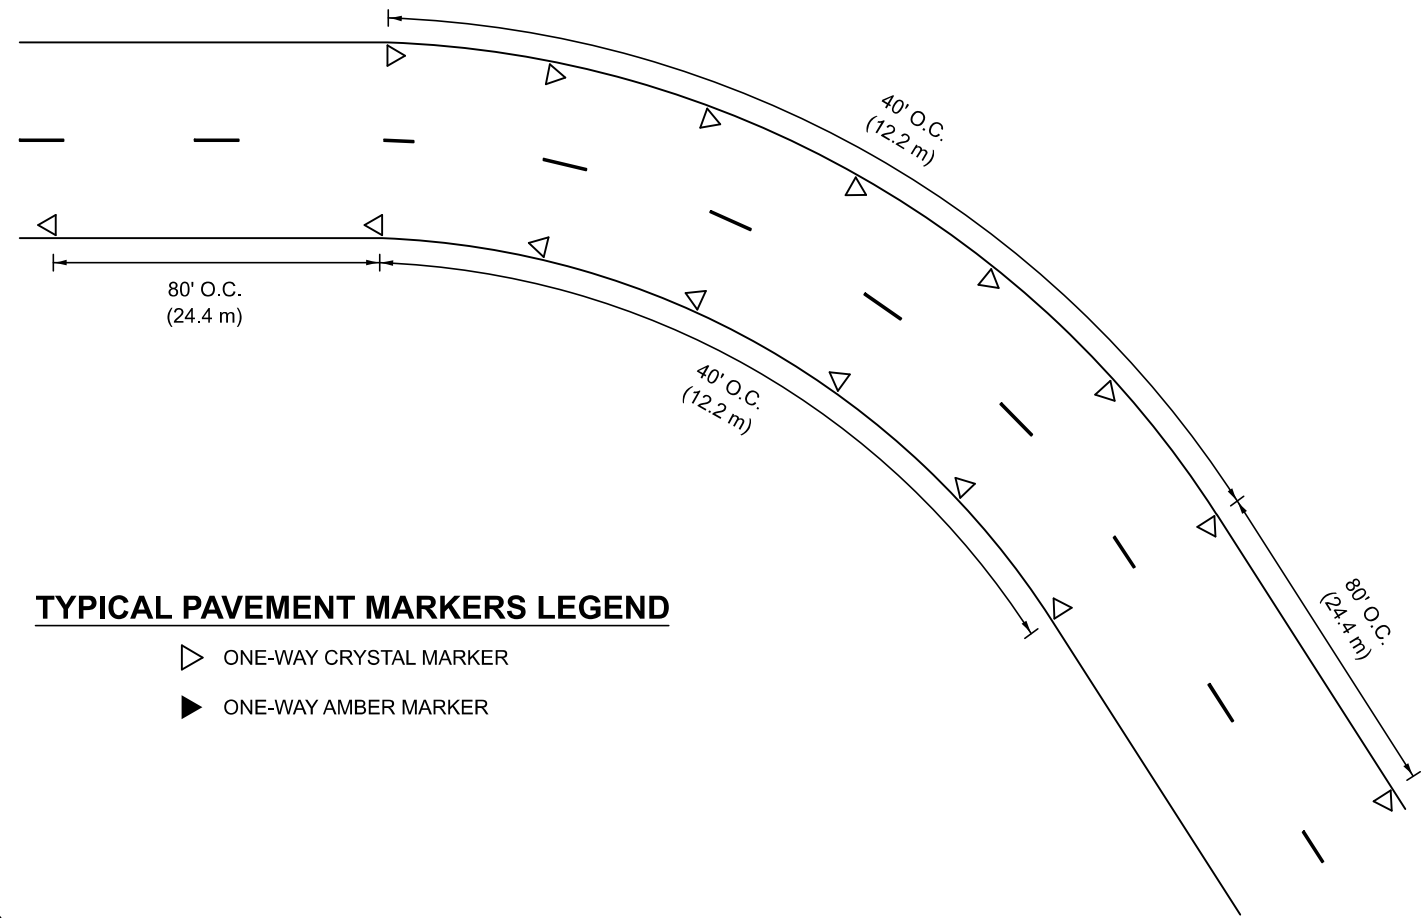 40' O.C.
(12.2 m)
80' O.C.
(24.4 m)
40' O.C.
(12.2 m)
80' O.C.
(24.4 m)
TYPICAL PAVEMENT MARKERS LEGEND
ONE-WAY CRYSTAL MARKER
ONE-WAY AMBER MARKER